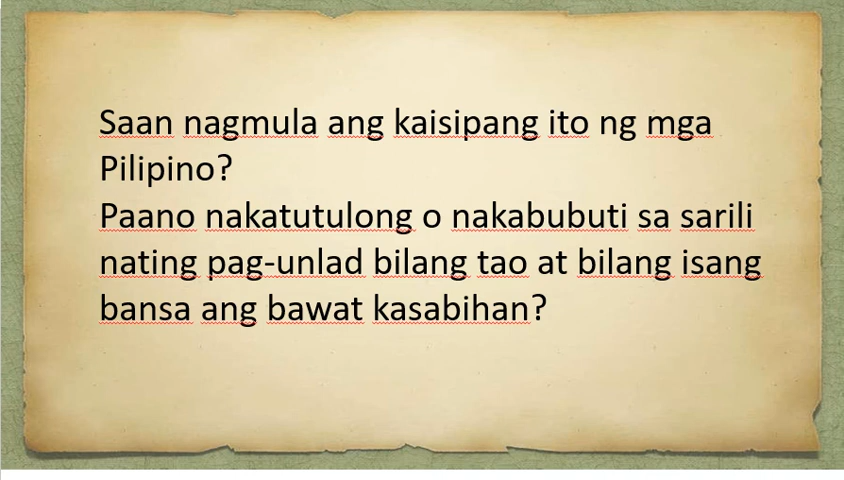 Saan nagmula ang kaisipang ito ng mga
Pilipino?
Paano nakatutulong o nakabubuti sa sarili
nating pag-unlad bilang tao at bilang isang
bansa ang bawat kasabihan?